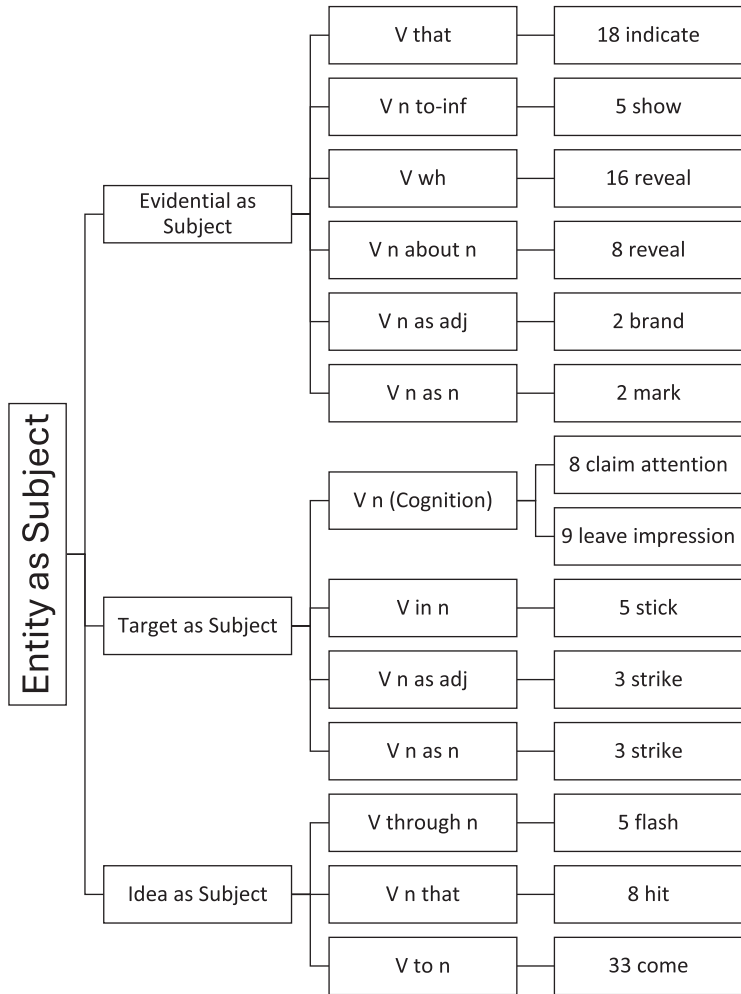 Entity as Subject
Evidential as
Subject
V that
18 indicate
V n to-inf
5 show
V wh
16 reveal
V n about n
8 reveal
V n as adj
2 brand
V n as n
2 mark
Target as Subject
V n (Cognition)
8 claim attention
9 leave impression
V in n
5 stick
V n as adj
3 strike
V n as n
3 strike
Idea as Subject
V through n
5 flash
V n that
8 hit
V to n
33 come